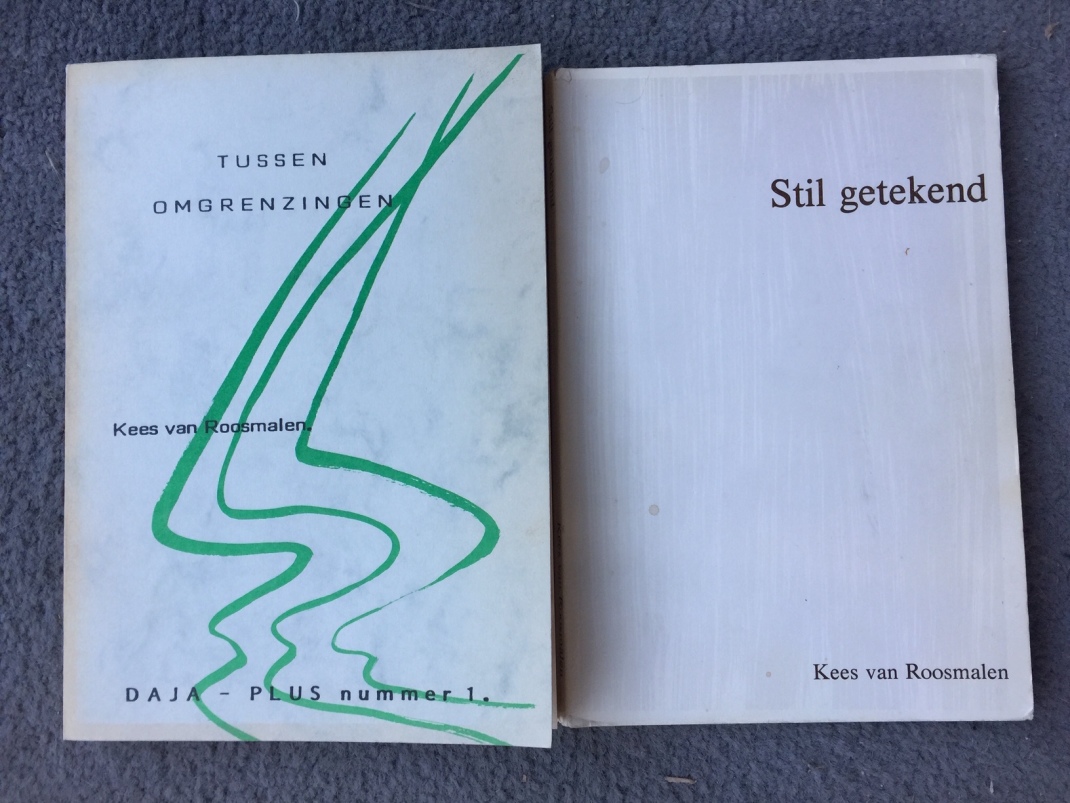 TUSSEN
OMGRENZINGEN
Kees van Roosmalen.
DAJA - PLUS nummer 1.
Stil getekend
Kees van Roosmalen